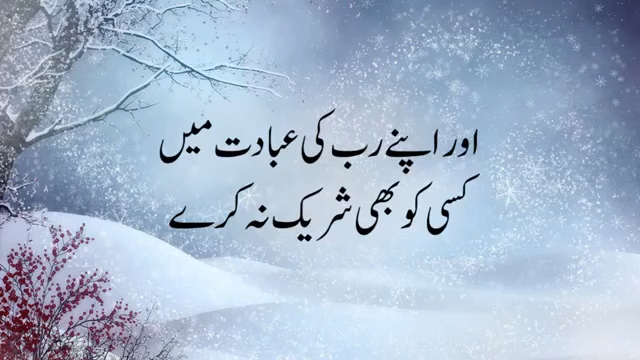 اور اپنے رب کی عبادت میں
کسی کو بھی شریک نہ کرے